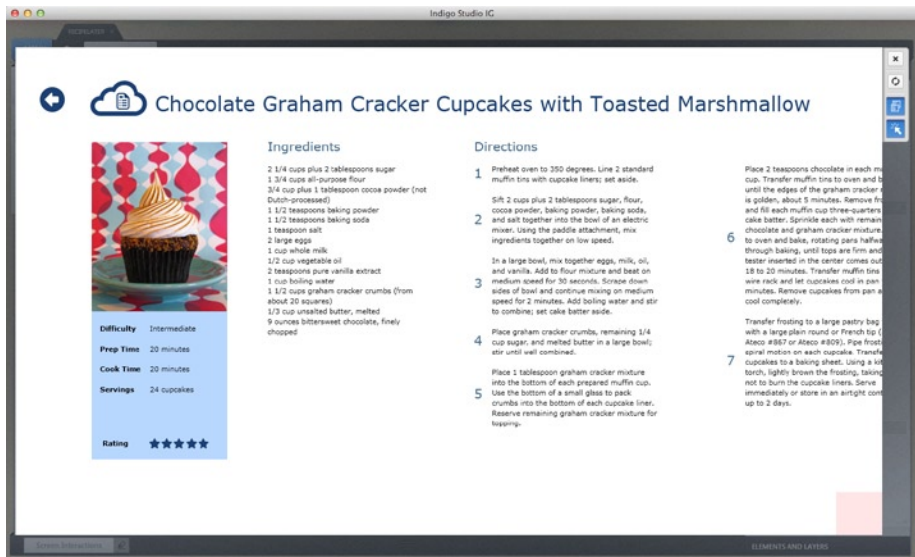 Indigo Studio IG
Chocolate Graham Cracker Cupcakes with Toasted Marshmallow
Difficulty Intermediate
Prep Time 20 minutes
Cook Time 20 minutes
Servings 24 cupcakes
Rating
Ingredients
2 1/4 cups plus 2 tablespoons sugar
1 3/4 cups all-purpose flour
3/4 cup plus 1 tablespoon cocoa powder (not
Dutch-processed)
1 1/2 teaspoons baking powder
1 1/2 teaspoons baking soda
1 teaspoon salt
2 large eggs
1 cup whole milk
1/2 cup vegetable oil
2 teaspoons pure vanilla extract
1 cup boiling water
1 1/2 cups graham cracker crumbs (from
about 20 squares)
1/3 cup unsalted butter, melted
9 ounces bittersweet chocolate, finely
chopped
Directions
1 Preheat oven to 350 degrees. Line 2 standard
muffin tins with cupcake liners; set aside.
Sift 2 cups plus 2 tablespoons sugar, flour,
cocoa powder, baking powder, baking soda,
2 and salt together into the bowl of an electric
mixer. Using the paddle attachment, mix
ingredients together on low speed.
In a large bowl, mix together eggs, milk, oil,
and vanilla. Add to flour mixture and beat on
3 medium speed for 30 seconds. Scrape down
sides of bowl and continue mixing on medium
speed for 2 minutes. Add boiling water and stir
to combine; set cake batter aside.
Place graham cracker crumbs, remaining 1/4
4 cup sugar, and melted butter in a large bowl;
stir until well combined.
Place 1 tablespoon graham cracker mixture
into the bottom of each prepared muffin cup.
5 Use the bottom of a small glass to pack
crumbs into the bottom of each cupcake liner.
Reserve remaining graham cracker mixture for
topping.
Place 2 teaspoons chocolate in each mu
cup. Transfer muffin tins to oven and b
until the edges of the graham cracker
is golden, about 5 minutes. Remove fro
and fill each muffin cup three-quarters
cake batter. Sprinkle each with remain
chocolate and graham cracker mixture.
6 to oven and bake, rotating pans halfwa
through baking, until tops are firm and
tester inserted in the center comes out
18 to 20 minutes. Transfer muffin tins
wire rack and let cupcakes cool in pan
minutes. Remove cupcakes from pan a
cool completely.
Transfer frosting to a large pastry bag
with a large plain round or French tip (
Ateco #867 or Ateco #809). Pipe frosti
spiral motion on each cupcake. Transfe
7 cupcakes to a baking sheet. Using a kit
torch, lightly brown the frosting, taking
not to burn the cupcake liners. Serve
immediately or store in an airtight cont
up to 2 days.
Screen Interactions
ELEMENTS AND LAYERS